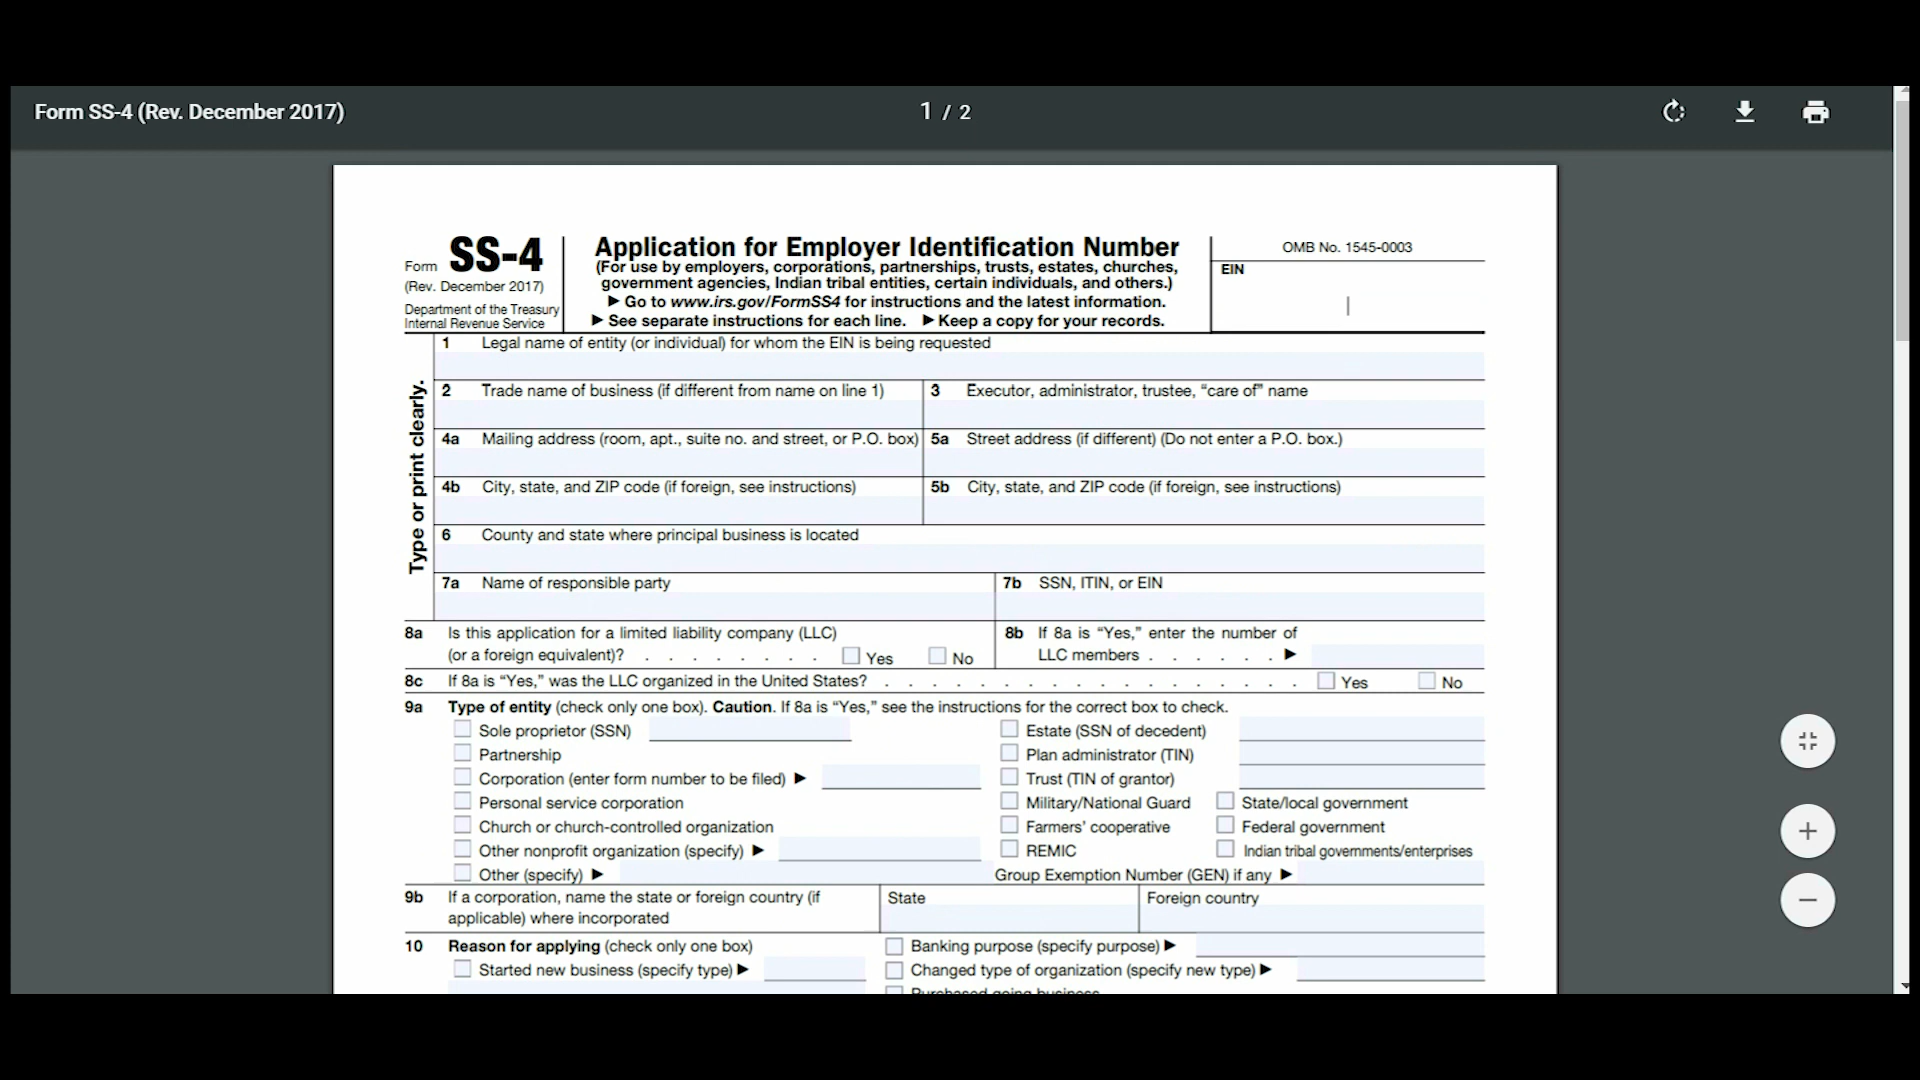 Form SS-4 (Rev. December 2017)
1 / 2
Form SS-4
(Rev. December 2017)
Department of the Treasury
Internal Revenue Service
Application for Employer Identification Number
(For use by employers, corporations, partnerships, trusts, estates, churches,
government agencies, Indian tribal entities, certain individuals, and others.)
▶ Go to www.irs.gov/FormSS4 for instructions and the latest information.
▶ See separate instructions for each line. ▶ Keep a copy for your records.
OMB No. 1545-0003
EIN
Type or print clearly.
1 Legal name of entity (or individual) for whom the EIN is being requested
2 Trade name of business (if different from name on line 1)
3 Executor, administrator, trustee, “care of” name
4a Mailing address (room, apt., suite no. and street, or P.O. box)
5a Street address (if different) (Do not enter a P.O. box.)
4b City, state, and ZIP code (if foreign, see instructions)
5b City, state, and ZIP code (if foreign, see instructions)
6 County and state where principal business is located
7a Name of responsible party
7b SSN, ITIN, or EIN
8a Is this application for a limited liability company (LLC)
(or a foreign equivalent)? . . . . . . . . Yes No
8b If 8a is “Yes,” enter the number of
LLC members . . . . . . ▶
8c If 8a is “Yes,” was the LLC organized in the United States? . . . . . . . . . . . . . . . . . . Yes No
9a Type of entity (check only one box). Caution. If 8a is “Yes,” see the instructions for the correct box to check.
Sole proprietor (SSN)
Estate (SSN of decedent)
Partnership
Plan administrator (TIN)
Corporation (enter form number to be filed) ▶
Trust (TIN of grantor)
Personal service corporation
Military/National Guard
State/local government
Church or church-controlled organization
Farmers’ cooperative
Federal government
Other nonprofit organization (specify) ▶
REMIC
Indian tribal governments/enterprises
Other (specify) ▶
Group Exemption Number (GEN) if any ▶
9b If a corporation, name the state or foreign country (if
applicable) where incorporated
State
Foreign country
10 Reason for applying (check only one box)
Banking purpose (specify purpose) ▶
Started new business (specify type) ▶
Changed type of organization (specify new type) ▶
Purchased going business